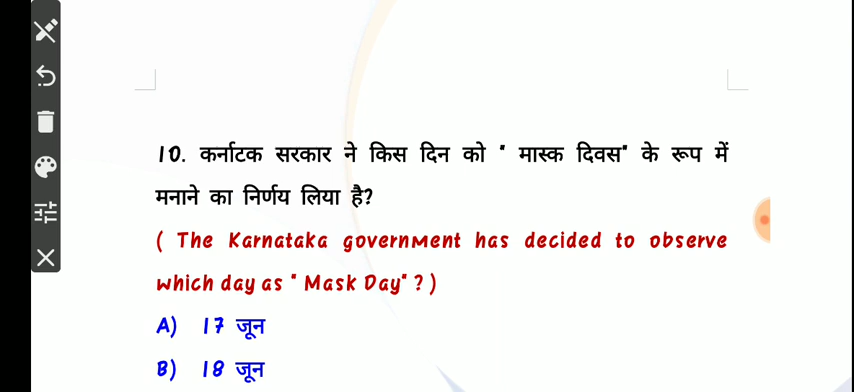 10. कर्नाटक सरकार ने किस दिन को " मास्क दिवस" के रूप में
मनाने का निर्णय लिया है?
( The Karnataka government has decided to observe
which day as " Mask Day" ? )
A) 17 जून
B) 18 जून